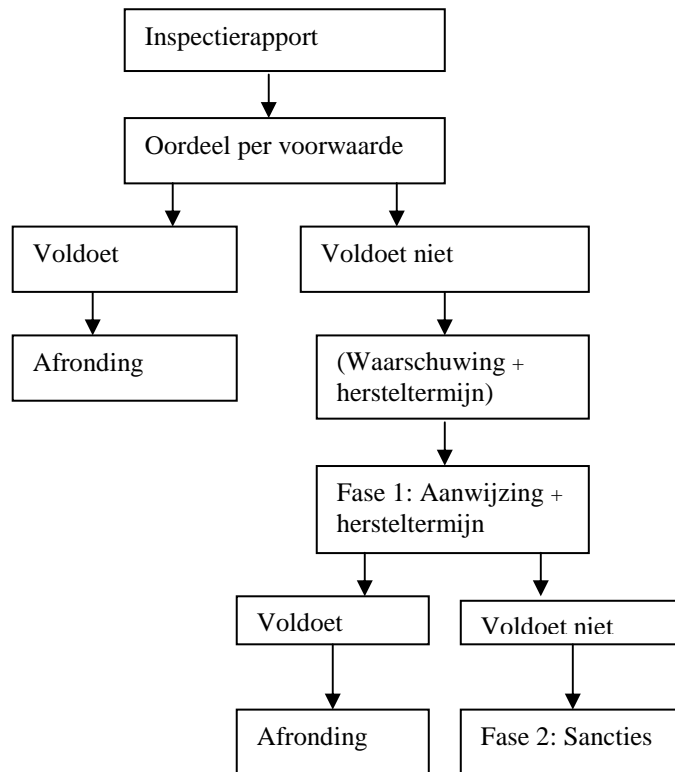 Inspectierapport
Oordeel per voorwaarde
Voldoet
Voldoet niet
Afronding
(Waarschuwing +
hersteltermijn)
Fase 1: Aanwijzing +
hersteltermijn
Voldoet
Voldoet niet
Afronding
Fase 2: Sancties